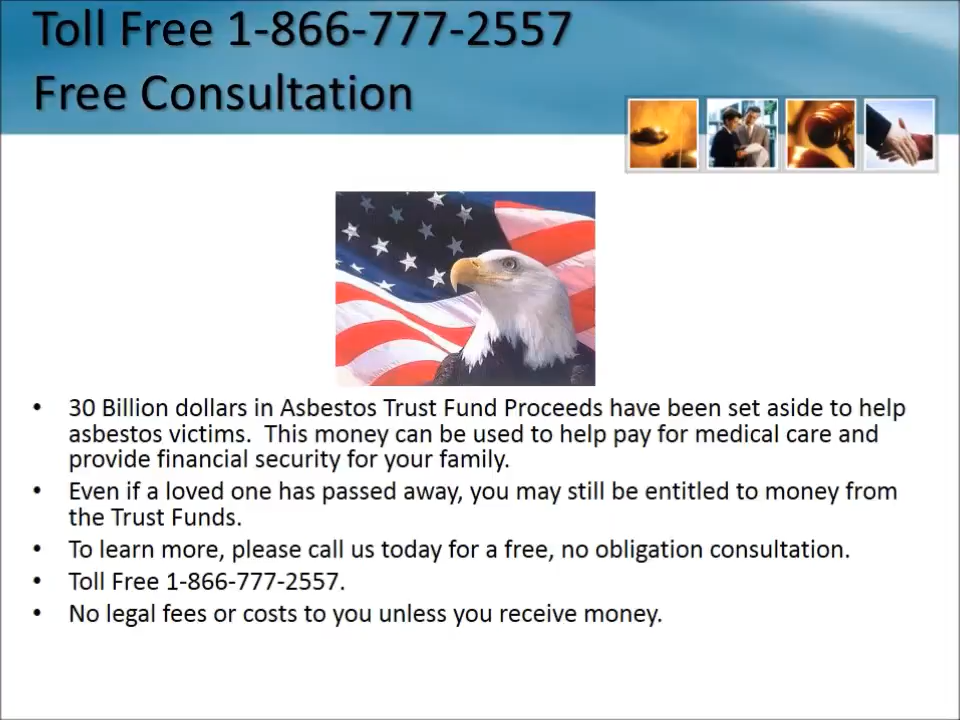 Toll Free 1-866-777-2557
Free Consultation
• 30 Billion dollars in Asbestos Trust Fund Proceeds have been set aside to help
asbestos victims.  This money can be used to help pay for medical care and
provide financial security for your family.
• Even if a loved one has passed away, you may still be entitled to money from
the Trust Funds.
• To learn more, please call us today for a free, no obligation consultation.
• Toll Free 1-866-777-2557.
• No legal fees or costs to you unless you receive money.